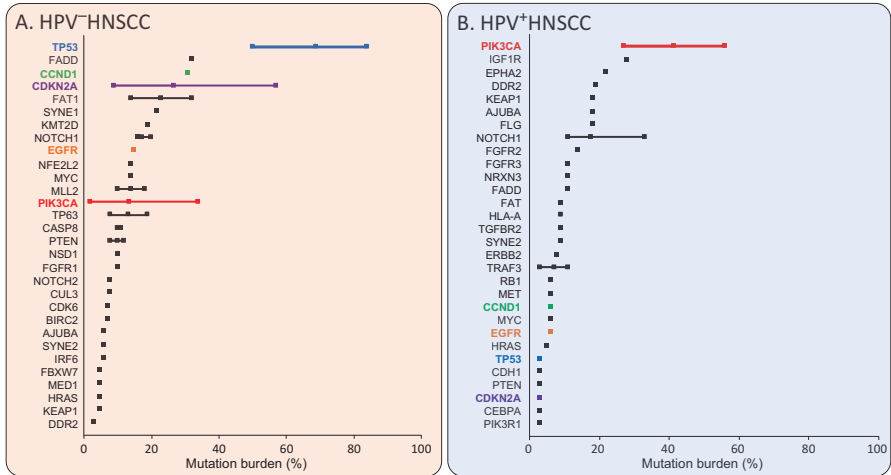 A. HPV⁻HNSCC
TP53
FADD
CCND1
CDKN2A
FAT1
SYNE1
KMT2D
NOTCH1
EGFR
NFE2L2
MYC
MLL2
PIK3CA
TP63
CASP8
PTEN
NSD1
FGFR1
NOTCH2
CUL3
CDK6
BIRC2
AJUBA
SYNE2
IRF6
FBXW7
MED1
HRAS
KEAP1
DDR2
0 20 40 60 80 100
Mutation burden (%)
B. HPV⁺HNSCC
PIK3CA
IGF1R
EPHA2
DDR2
KEAP1
AJUBA
FLG
NOTCH1
FGFR2
FGFR3
NRXN3
FADD
FAT
HLA-A
TGFBR2
SYNE2
ERBB2
TRAF3
RB1
MET
CCND1
MYC
EGFR
HRAS
TP53
CDH1
PTEN
CDKN2A
CEBPA
PIK3R1
0 20 40 60 80 100
Mutation burden (%)